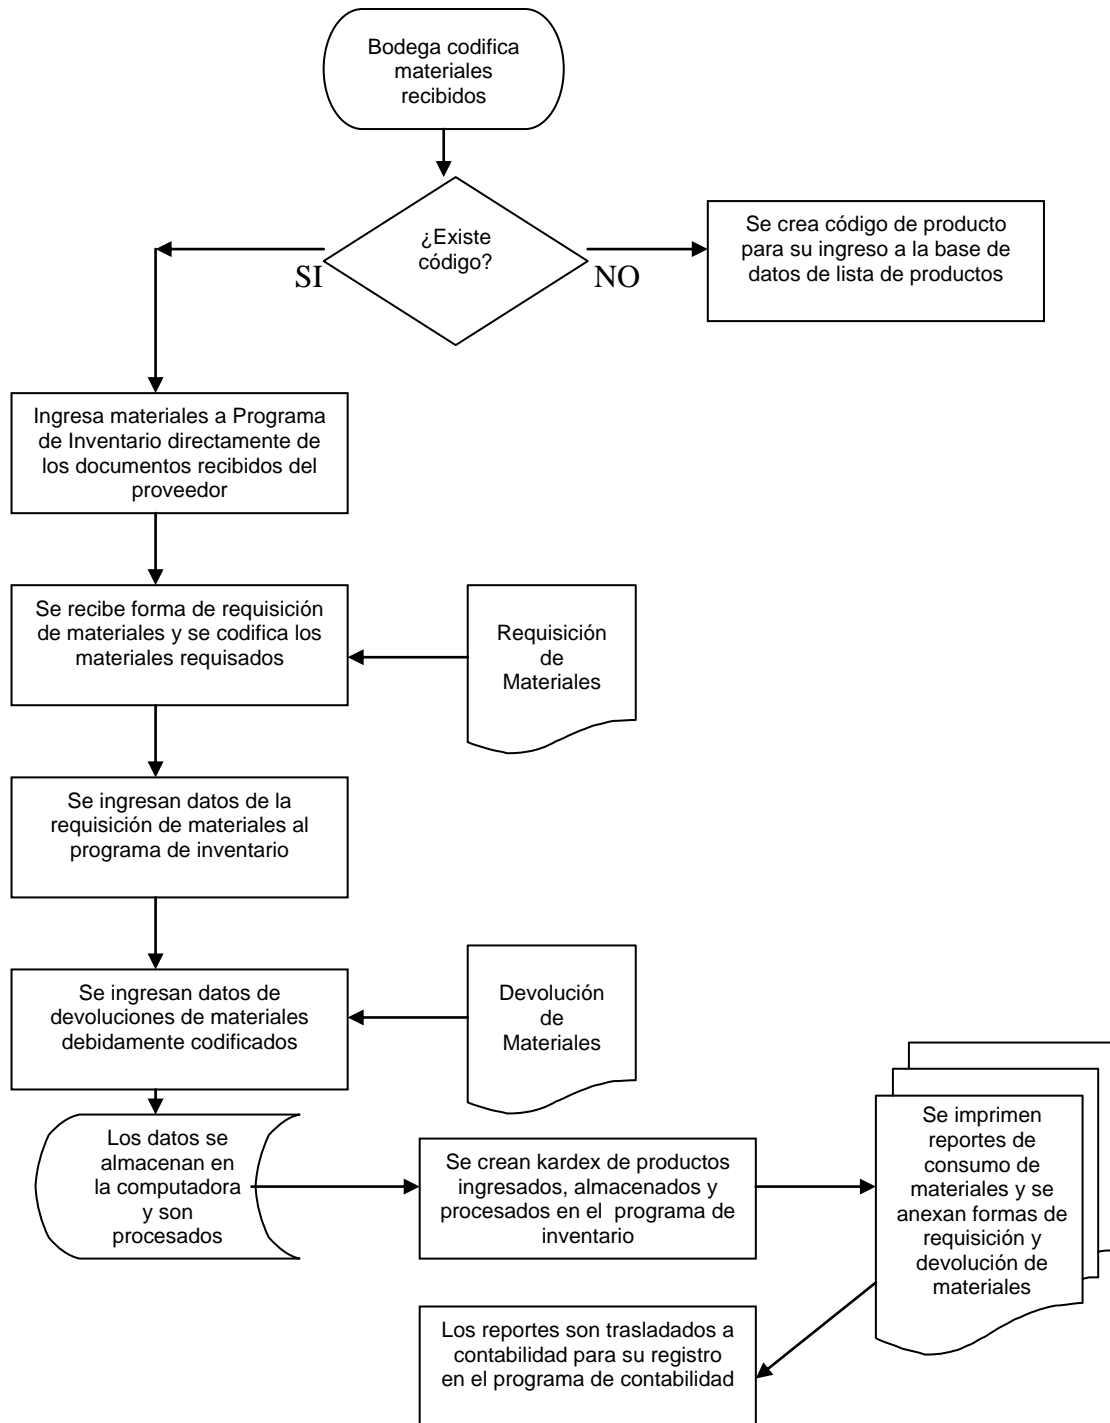 Bodega codifica
materiales
recibidos
¿Existe
código?
SI
NO
Se crea código de producto
para su ingreso a la base de
datos de lista de productos
Ingresa materiales a Programa
de Inventario directamente de
los documentos recibidos del
proveedor
Se recibe forma de requisición
de materiales y se codifica los
materiales requisados
Requisición
de
Materiales
Se ingresan datos de la
requisición de materiales al
programa de inventario
Se ingresan datos de
devoluciones de materiales
debidamente codificados
Devolución
de
Materiales
Los datos se
almacenan en
la computadora
y son
procesados
Se crean kardex de productos
ingresados, almacenados y
procesados en el programa de
inventario
Se imprimen
reportes de
consumo de
materiales y se
anexan formas de
requisición y
devolución de
materiales
Los reportes son trasladados a
contabilidad para su registro
en el programa de contabilidad